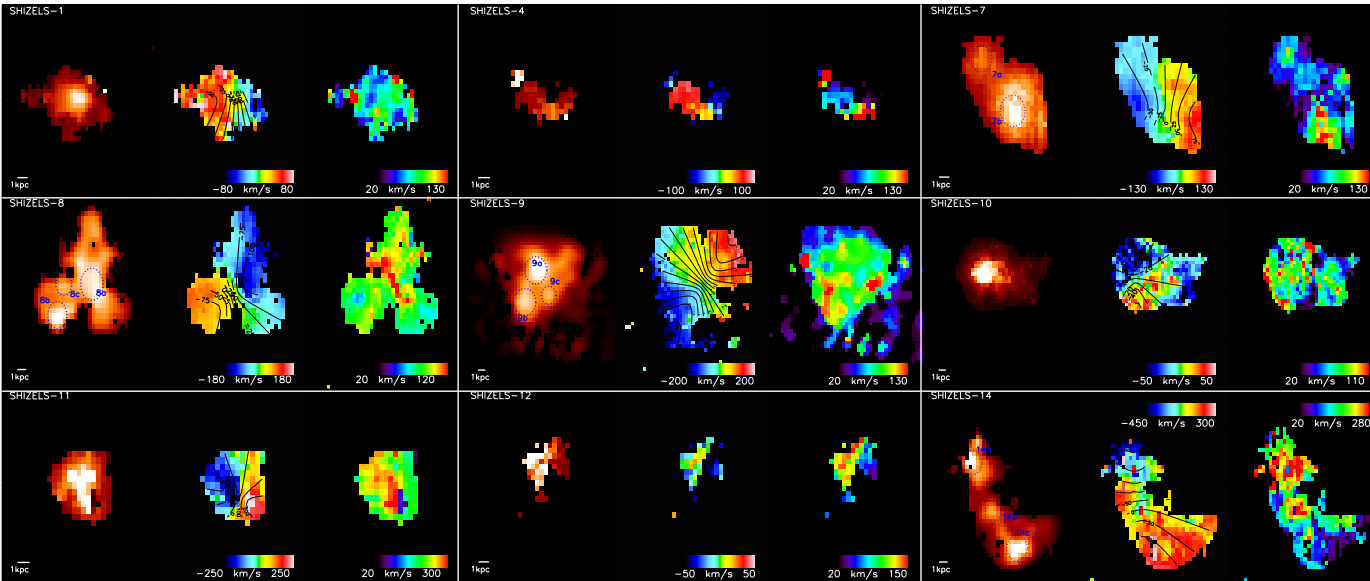 SHIZELS-1
1kpc
-80 km/s 80
20 km/s 130
SHIZELS-4
1kpc
-100 km/s 100
20 km/s 130
SHIZELS-7
7a
7b
1kpc
-130 km/s 130
20 km/s 130
SHIZELS-8
8b
8c
8a
-75
1kpc
-180 km/s 180
20 km/s 120
SHIZELS-9
9a
9c
9b
1kpc
-200 km/s 200
20 km/s 130
SHIZELS-10
1kpc
-50 km/s 50
20 km/s 110
SHIZELS-11
1kpc
-250 km/s 250
20 km/s 300
SHIZELS-12
1kpc
-50 km/s 50
20 km/s 150
SHIZELS-14
-450 km/s 300
20 km/s 280
1kpc